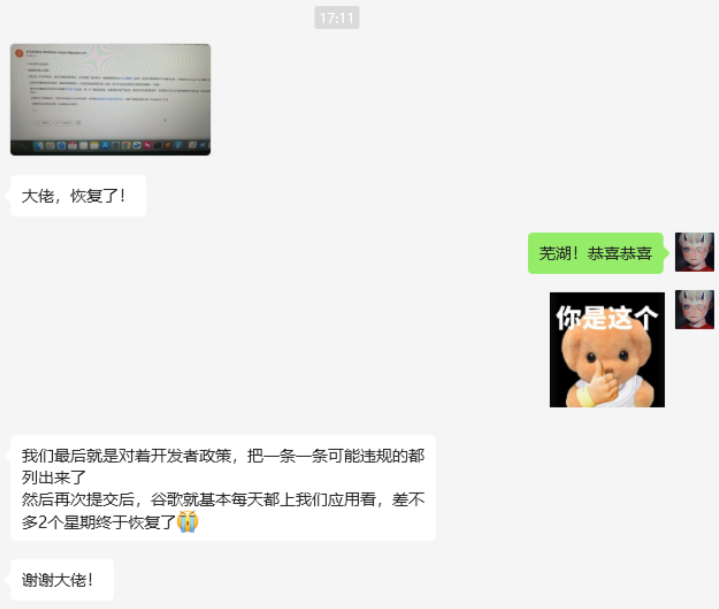 17:11
大佬，恢复了！
芜湖！恭喜恭喜
你是这个
我们最后就是对着开发者政策，把一条一条可能违规的都
列出来了
然后再次提交后，谷歌就基本每天都上我们应用看，差不
多2个星期终于恢复了😭
谢谢大佬！